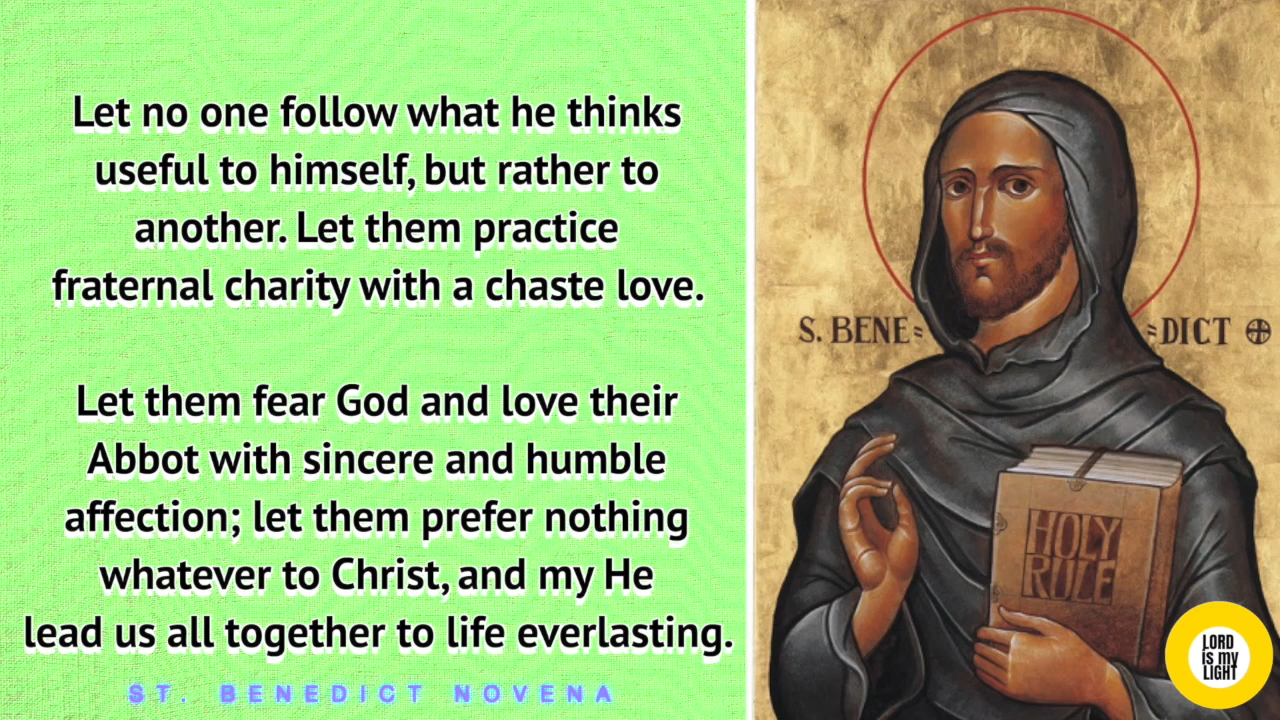 Let no one follow what he thinks
useful to himself, but rather to
another. Let them practice
fraternal charity with a chaste love.
Let them fear God and love their
Abbot with sincere and humble
affection; let them prefer nothing
whatever to Christ, and my He
lead us all together to life everlasting.
ST. BENEDICT NOVENA
S. BENE= =DICT
HOLY
RULE
LORD
is my
LIGHT